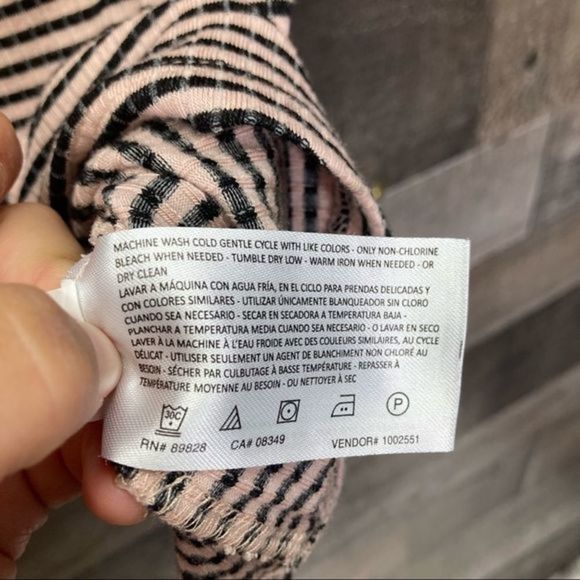 MACHINE WASH COLD GENTLE CYCLE WITH LIKE COLORS - ONLY NON-CHLORINE
BLEACH WHEN NEEDED - TUMBLE DRY LOW - WARM IRON WHEN NEEDED - OR
DRY CLEAN
LAVAR A MÁQUINA CON AGUA FRÍA, EN EL CICLO PARA PRENDAS DELICADAS Y
CON COLORES SIMILARES - UTILIZAR ÚNICAMENTE BLANQUEADOR SIN CLORO
CUANDO SEA NECESARIO - SECAR EN SECADORA A TEMPERATURA BAJA -
PLANCHAR A TEMPERATURA MEDIA CUANDO SEA NECESARIO - O LAVAR EN SECO
LAVER À LA MACHINE À L'EAU FROIDE AVEC DES COULEURS SIMILAIRES, AU CYCLE
DÉLICAT - UTILISER SEULEMENT UN AGENT DE BLANCHIMENT NON CHLORÉ AU
BESOIN - SÉCHER PAR CULBUTAGE À BASSE TEMPÉRATURE - REPASSER À
TEMPÉRATURE MOYENNE AU BESOIN - OU NETTOYER À SEC
30C P
RN# 89828 CA# 08349 VENDOR# 1002551